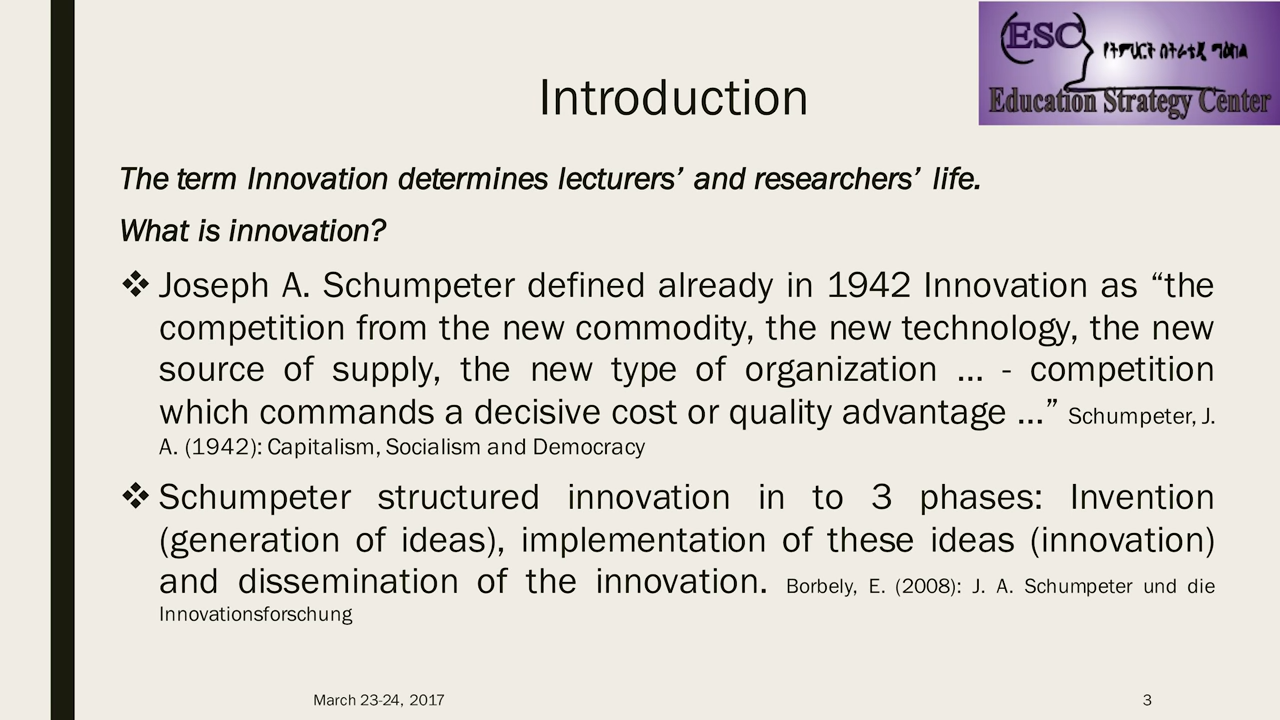 ESC
Education Strategy Center
Introduction
The term Innovation determines lecturers’ and researchers’ life.
What is innovation?
❖ Joseph A. Schumpeter defined already in 1942 Innovation as “the
competition from the new commodity, the new technology, the new
source of supply, the new type of organization ... - competition
which commands a decisive cost or quality advantage ...” Schumpeter, J.
A. (1942): Capitalism, Socialism and Democracy
❖ Schumpeter structured innovation in to 3 phases: Invention
(generation of ideas), implementation of these ideas (innovation)
and dissemination of the innovation. Borbely, E. (2008): J. A. Schumpeter und die
Innovationsforschung
March 23-24, 2017
3